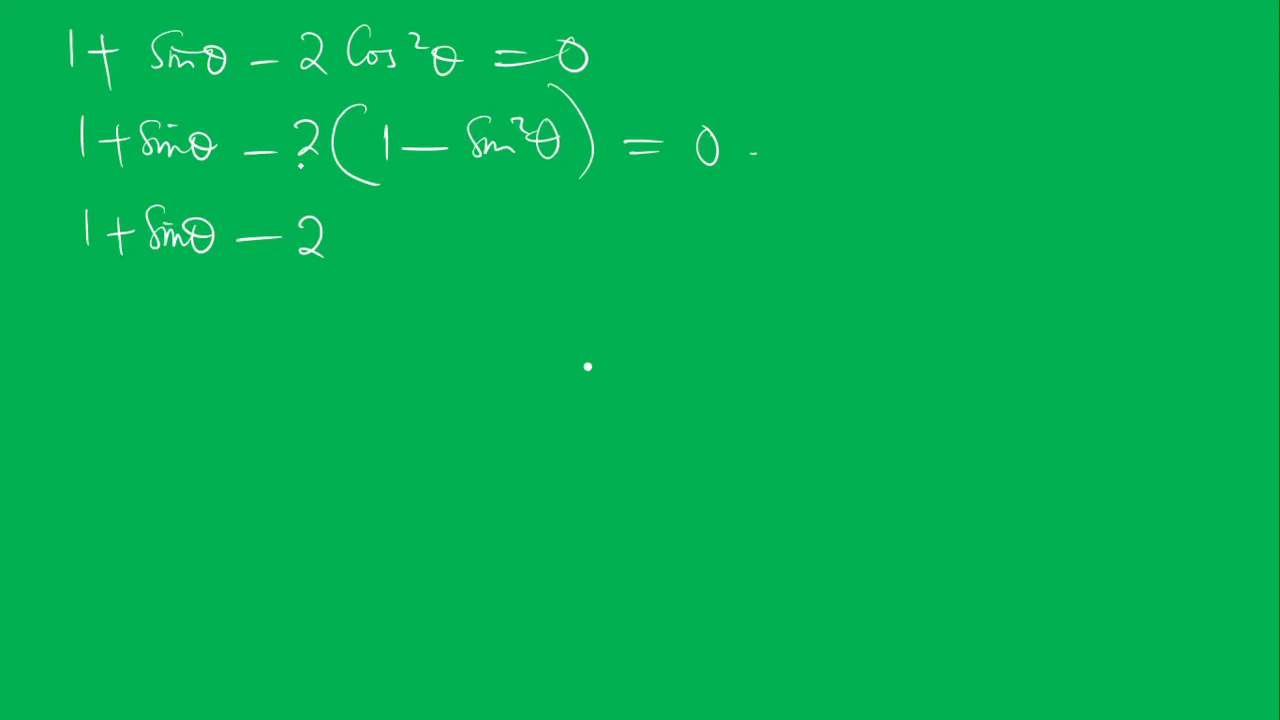 1 + sinθ − 2 cos²θ = 0
1 + sinθ − 2(1 − sin²θ) = 0
1 + sinθ − 2